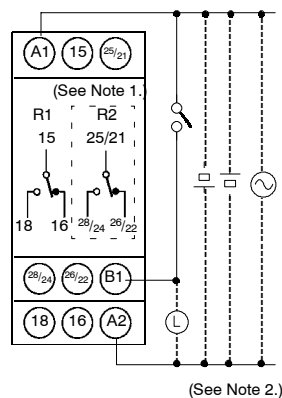 A1 15 25/21
(See Note 1.)
R1 R2
15 25/21
18 16 28/24 26/22
28/24 26/22 B1
L
18 16 A2
(See Note 2.)